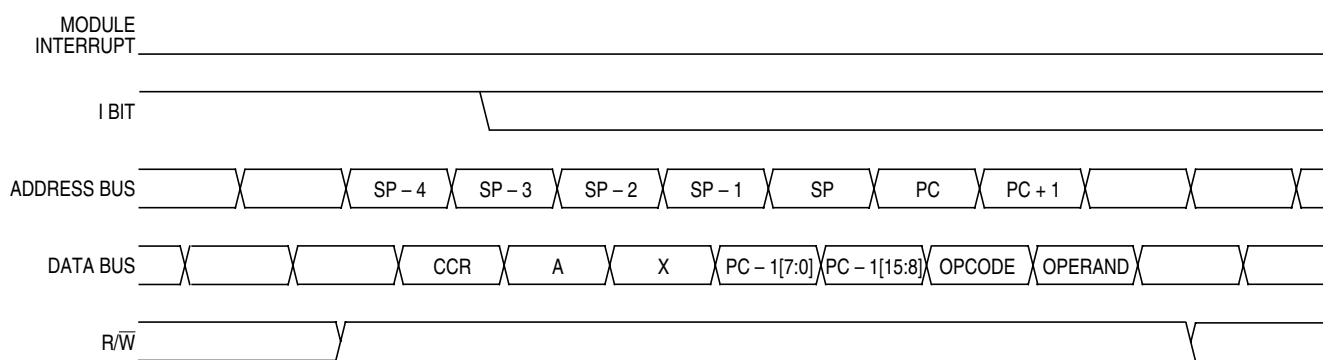 MODULE
INTERRUPT
I BIT
ADDRESS BUS SP – 4 SP – 3 SP – 2 SP – 1 SP PC PC + 1
DATA BUS CCR A X PC – 1[7:0] PC – 1[15:8] OPCODE OPERAND
R/W̅